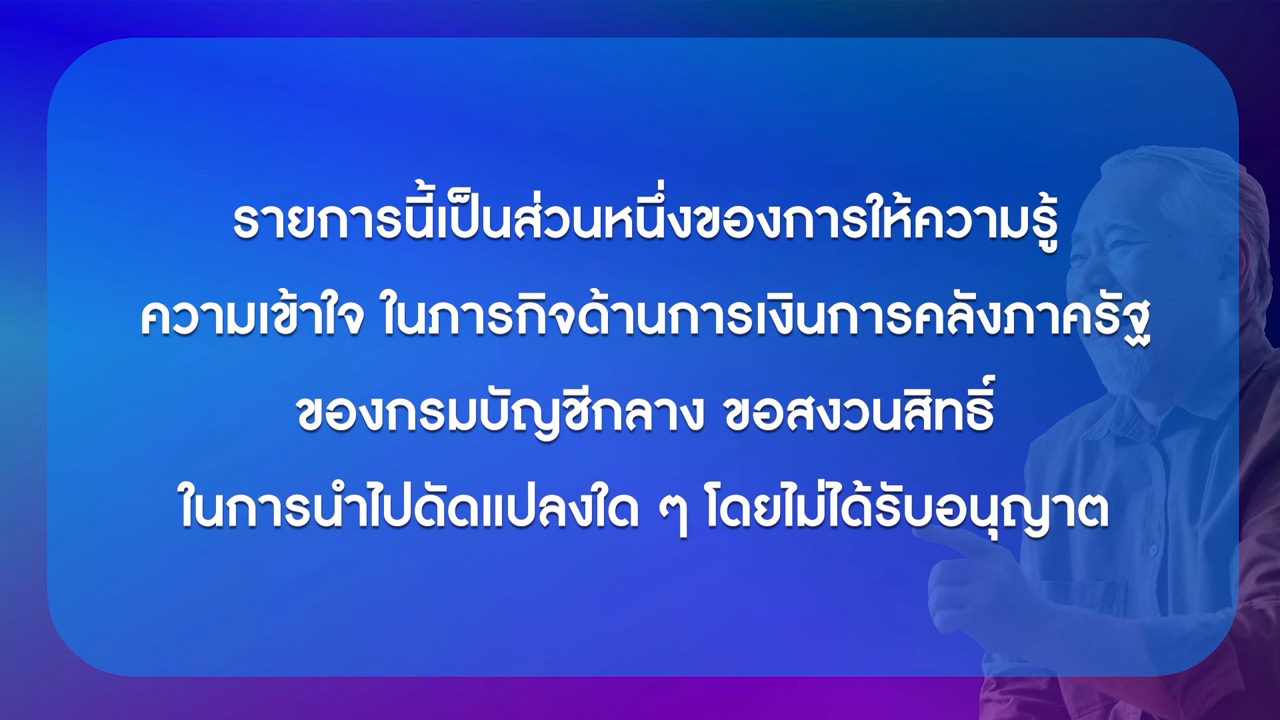 รายการนี้เป็นส่วนหนึ่งของการให้ความรู้
ความเข้าใจ ในภารกิจด้านการเงินการคลังภาครัฐ
ของกรมบัญชีกลาง ขอสงวนสิทธิ์
ในการนำไปดัดแปลงใด ๆ โดยไม่ได้รับอนุญาต